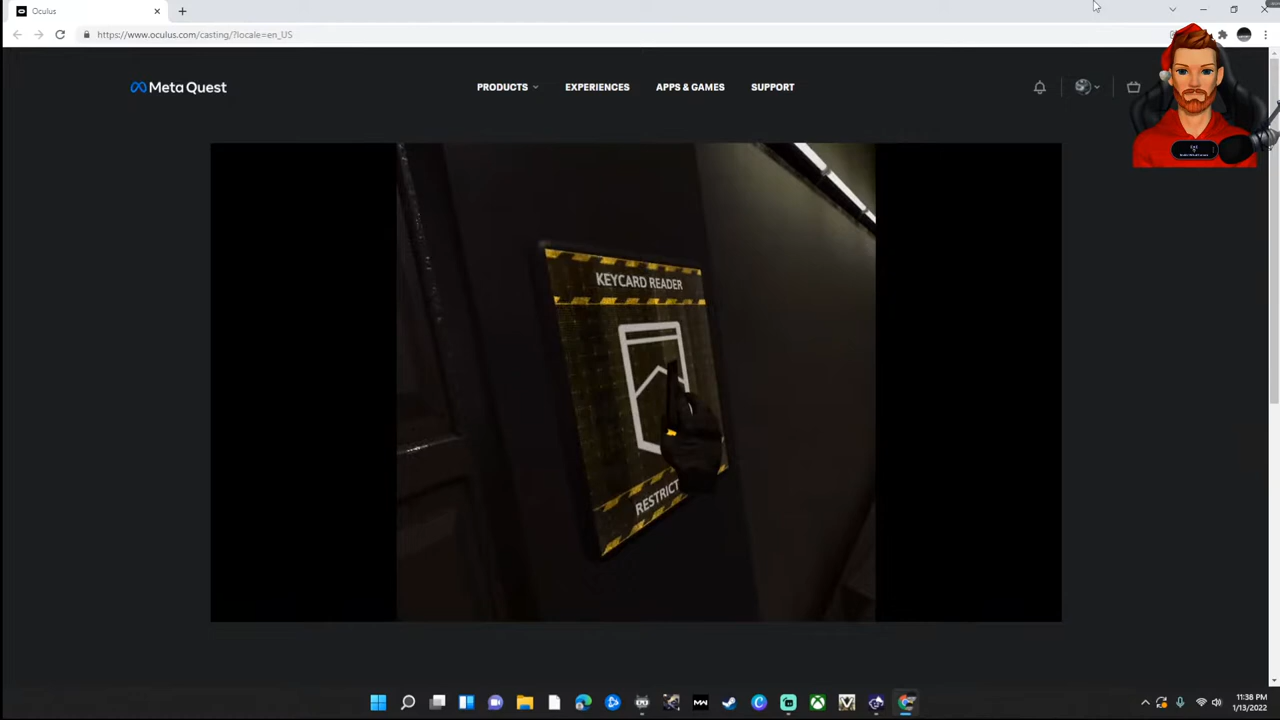 Oculus
https://www.oculus.com/casting/?locale=en_US
Meta Quest
PRODUCTS
EXPERIENCES
APPS & GAMES
SUPPORT
KEYCARD READER
RESTRICT
11:38 PM
1/13/2022